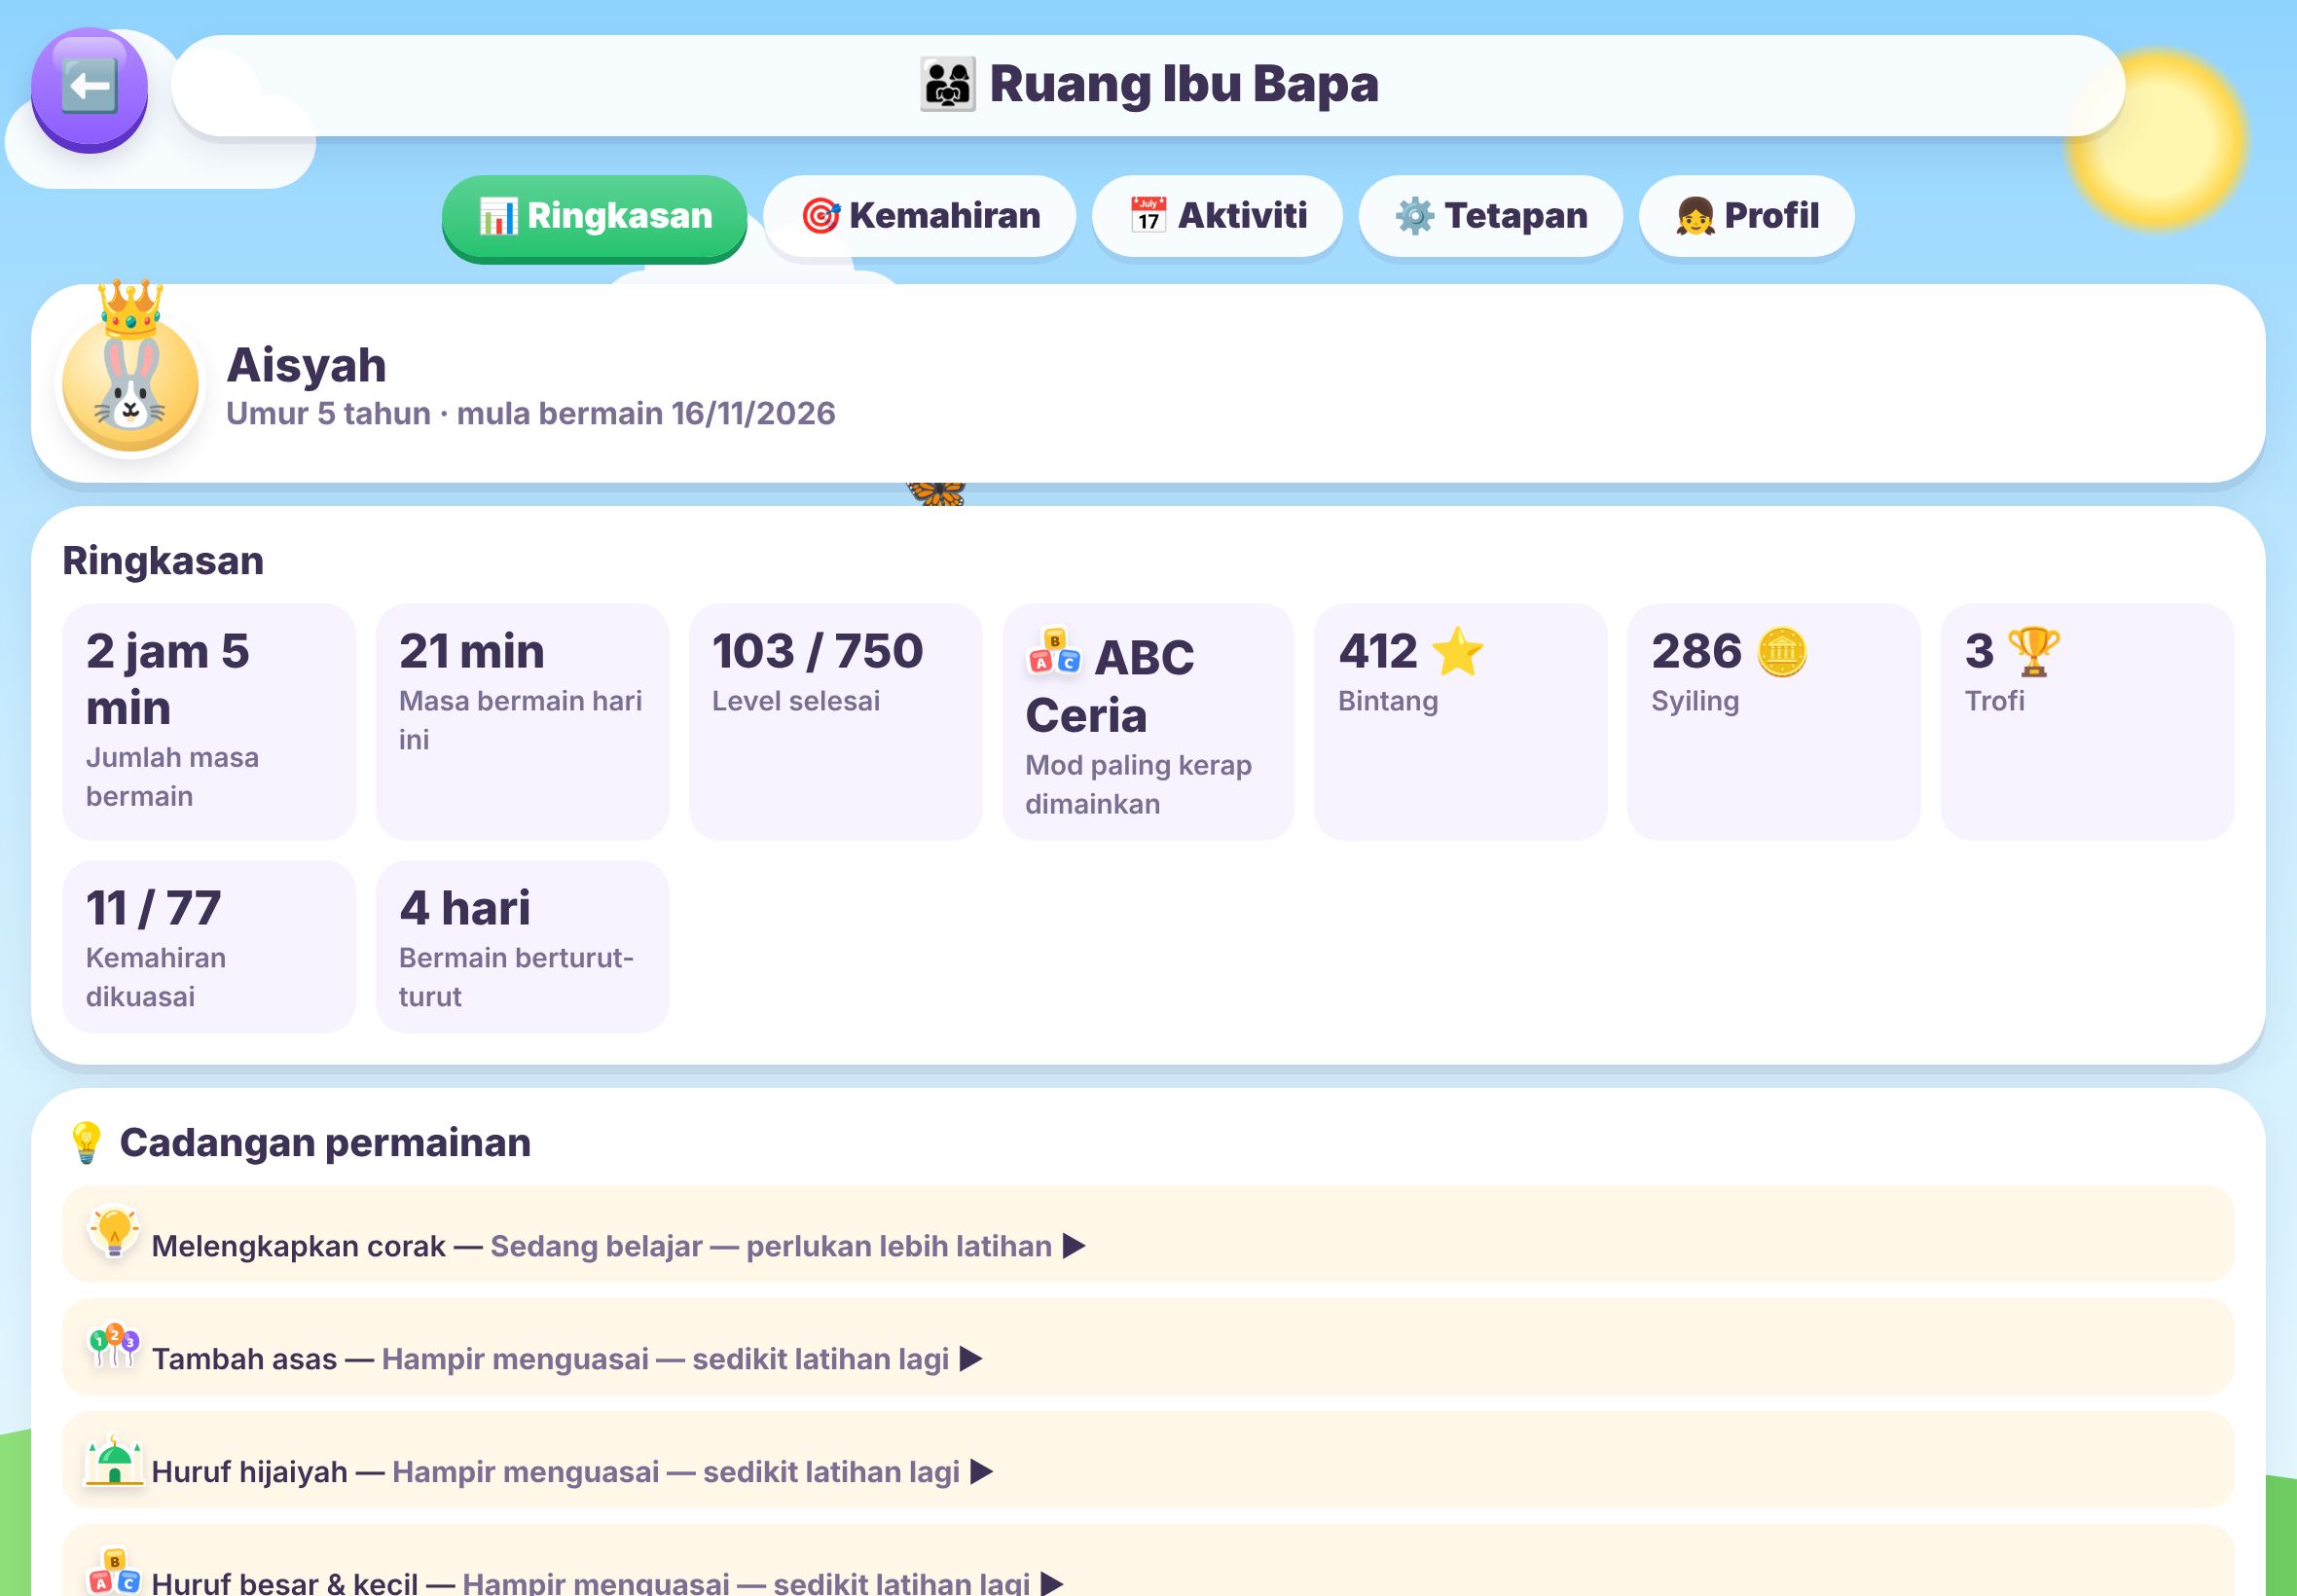 Ruang Ibu Bapa
Ringkasan
Kemahiran
Aktiviti
Tetapan
Profil
Aisyah
Umur 5 tahun · mula bermain 16/11/2026
Ringkasan
2 jam 5
min
Jumlah masa
bermain
21 min
Masa bermain hari
ini
103 / 750
Level selesai
ABC
Ceria
Mod paling kerap
dimainkan
412
Bintang
286
Syiling
3
Trofi
11 / 77
Kemahiran
dikuasai
4 hari
Bermain berturut-
turut
Cadangan permainan
Melengkapkan corak — Sedang belajar — perlukan lebih latihan ▶
Tambah asas — Hampir menguasai — sedikit latihan lagi ▶
Huruf hijaiyah — Hampir menguasai — sedikit latihan lagi ▶
Huruf besar & kecil — Hampir menguasai — sedikit latihan lagi ▶